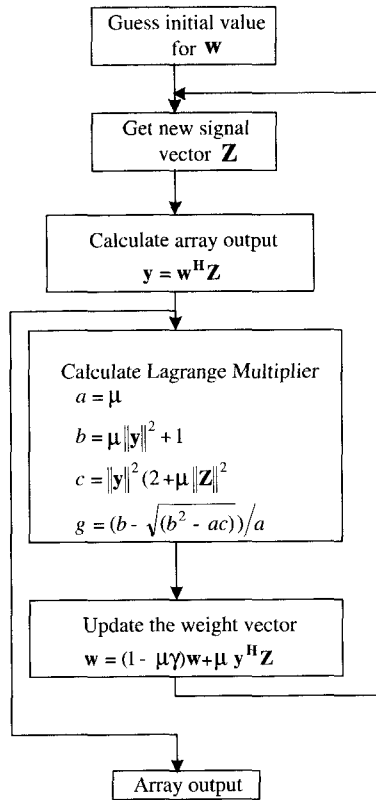 Guess initial value
for w
Get new signal
vector Z
Calculate array output
y = w^H Z
Calculate Lagrange Multiplier
a = μ
b = μ‖y‖² + 1
c = ‖y‖² (2+μ‖Z‖²
g = (b - √(b² - ac))/a
Update the weight vector
w = (1 - μγ)w+μ y^H Z
Array output